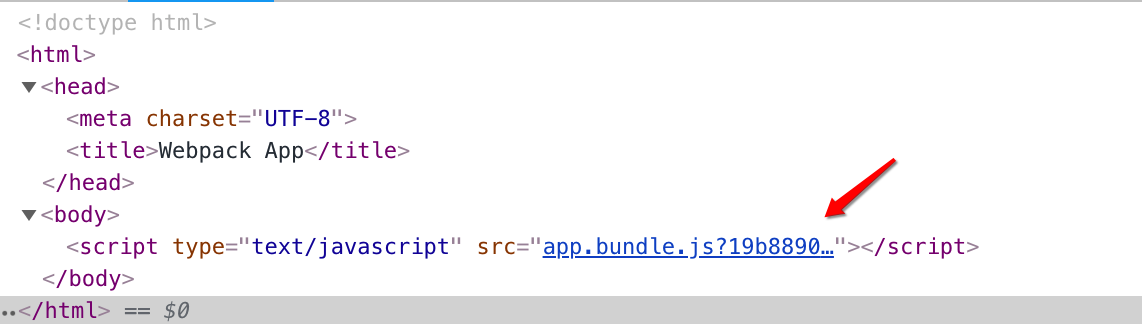 <!doctype html>
<html>
▼<head>
<meta charset="UTF-8">
<title>Webpack App</title>
</head>
▼<body>
<script type="text/javascript" src="app.bundle.js?19b8890…"></script>
</body>
..</html> == $0